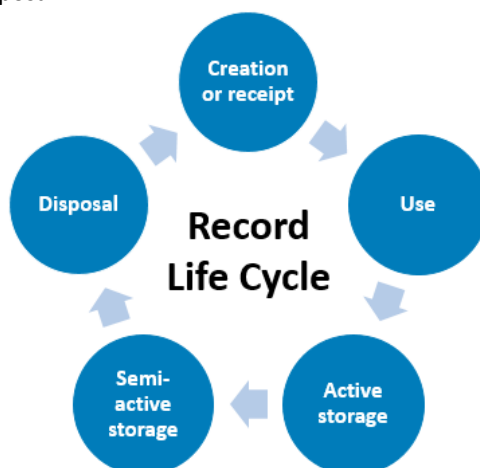 Creation
or receipt
Disposal
Use
Record
Life Cycle
Semi-
active
storage
Active
storage